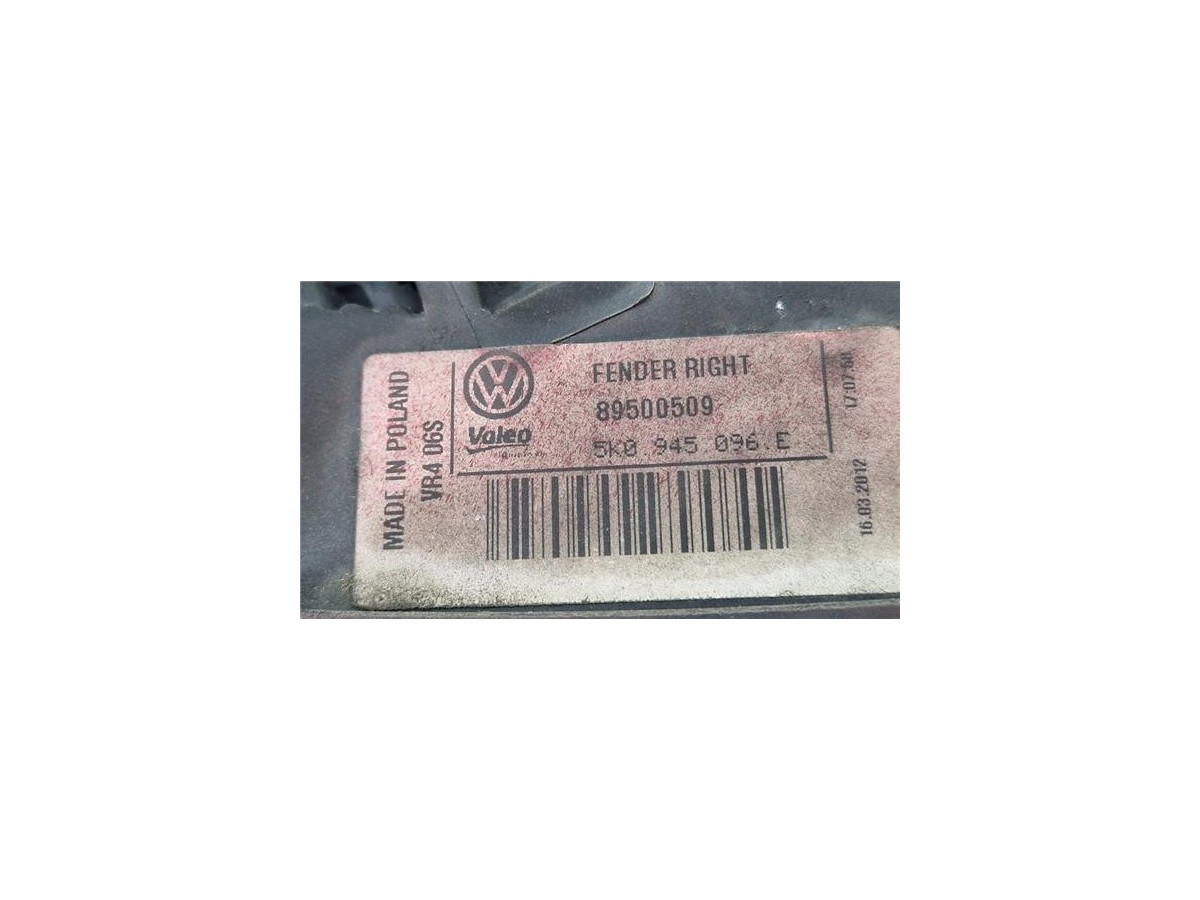 MADE IN POLAND
VR4 06S
Valeo
FENDER RIGHT
89500509
5K0 945 096 E
16.03.2012